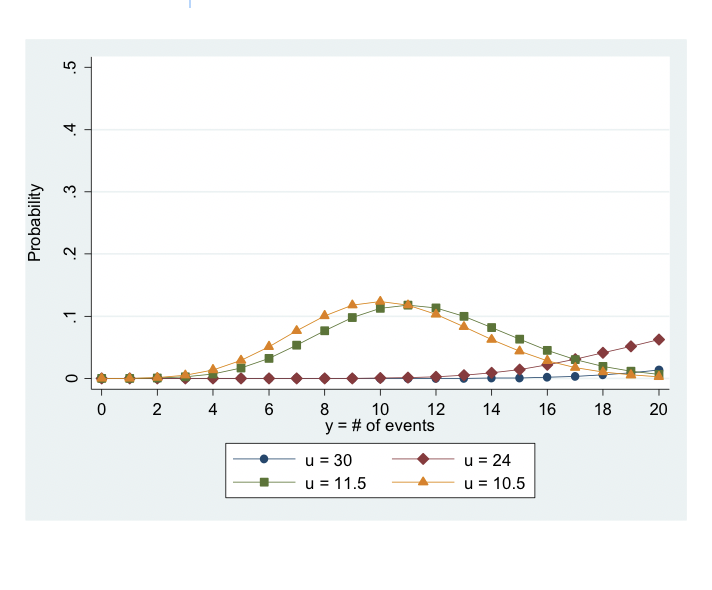 .5
.4
.3
.2
.1
0
Probability
0 2 4 6 8 10 12 14 16 18 20
y = # of events
u = 30 u = 24
u = 11.5 u = 10.5